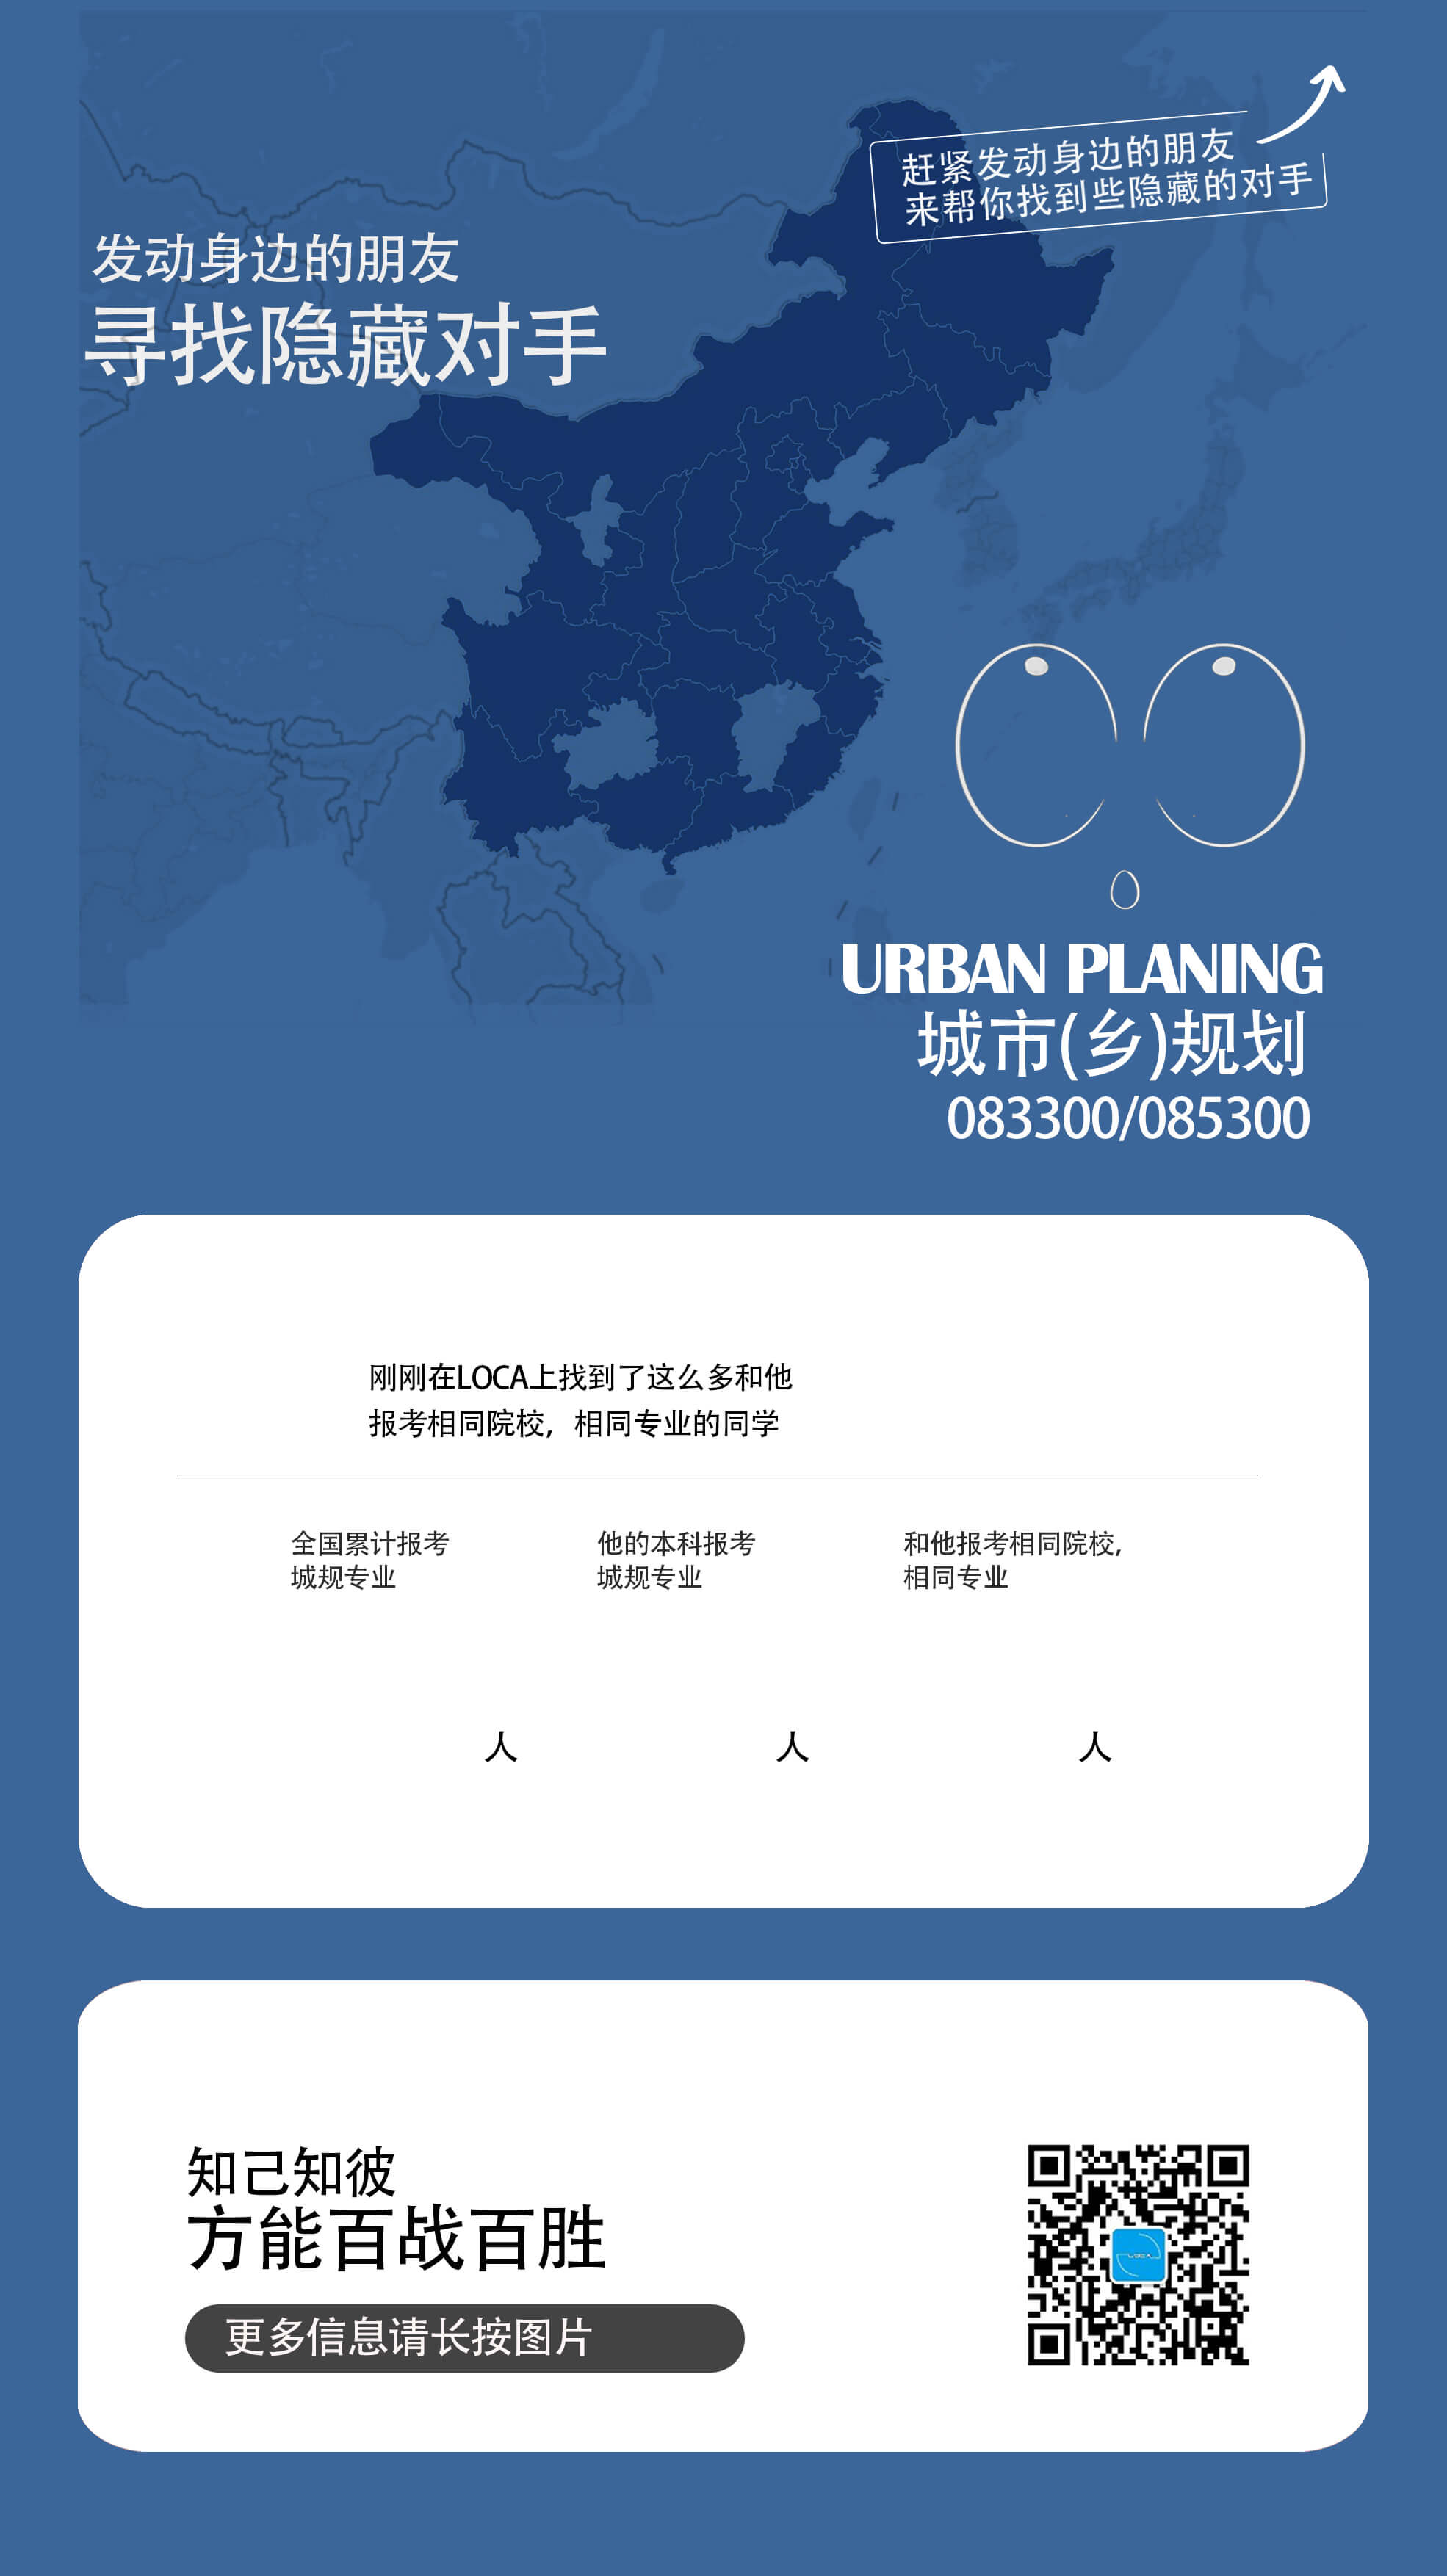 赶紧发动身边的朋友
来帮你找到些隐藏的对手
发动身边的朋友
寻找隐藏对手
URBAN PLANING
城市(乡)规划
083300/085300
刚刚在LOCA上找到了这么多和他
报考相同院校，相同专业的同学
全国累计报考
城规专业
他的本科报考
城规专业
和他报考相同院校，
相同专业
人
人
人
知己知彼
方能百战百胜
更多信息请长按图片